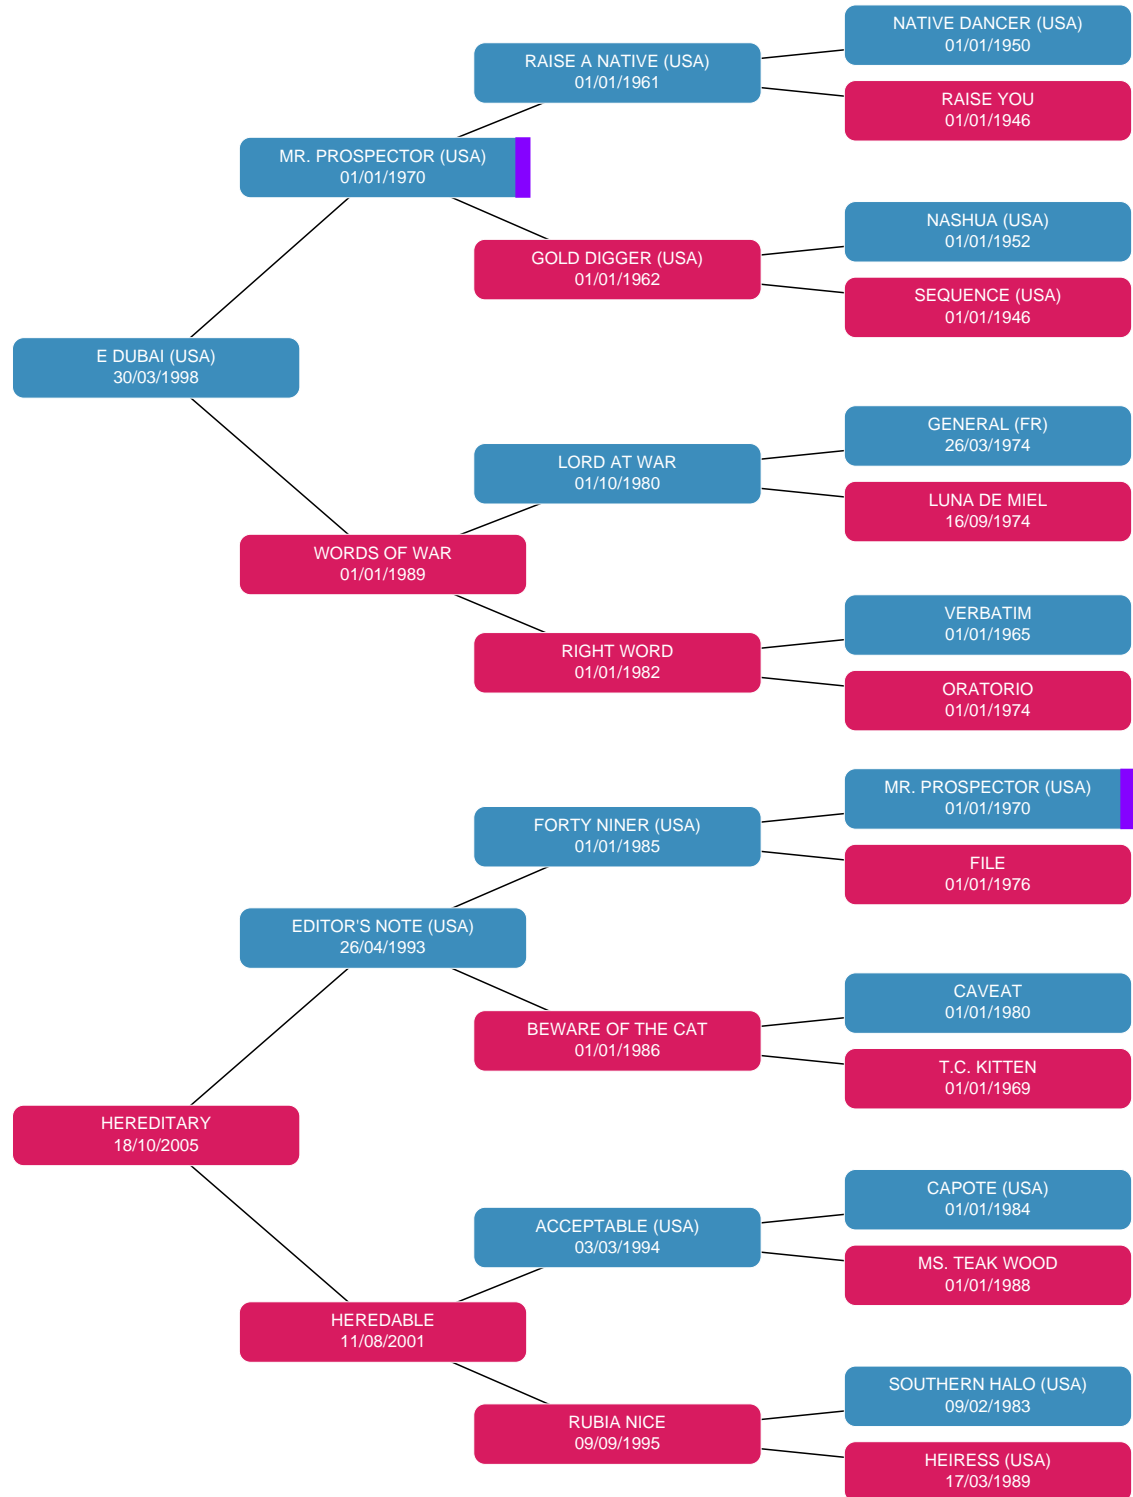 NATIVE DANCER (USA)
01/01/1950
RAISE A NATIVE (USA)
01/01/1961
RAISE YOU
01/01/1946
MR. PROSPECTOR (USA)
01/01/1970
NASHUA (USA)
01/01/1952
GOLD DIGGER (USA)
01/01/1962
SEQUENCE (USA)
01/01/1946
E DUBAI (USA)
30/03/1998
GENERAL (FR)
26/03/1974
LORD AT WAR
01/10/1980
LUNA DE MIEL
16/09/1974
WORDS OF WAR
01/01/1989
VERBATIM
01/01/1965
RIGHT WORD
01/01/1982
ORATORIO
01/01/1974
MR. PROSPECTOR (USA)
01/01/1970
FORTY NINER (USA)
01/01/1985
FILE
01/01/1976
EDITOR'S NOTE (USA)
26/04/1993
CAVEAT
01/01/1980
BEWARE OF THE CAT
01/01/1986
T.C. KITTEN
01/01/1969
HEREDITARY
18/10/2005
CAPOTE (USA)
01/01/1984
ACCEPTABLE (USA)
03/03/1994
MS. TEAK WOOD
01/01/1988
HEREDABLE
11/08/2001
SOUTHERN HALO (USA)
09/02/1983
RUBIA NICE
09/09/1995
HEIRESS (USA)
17/03/1989